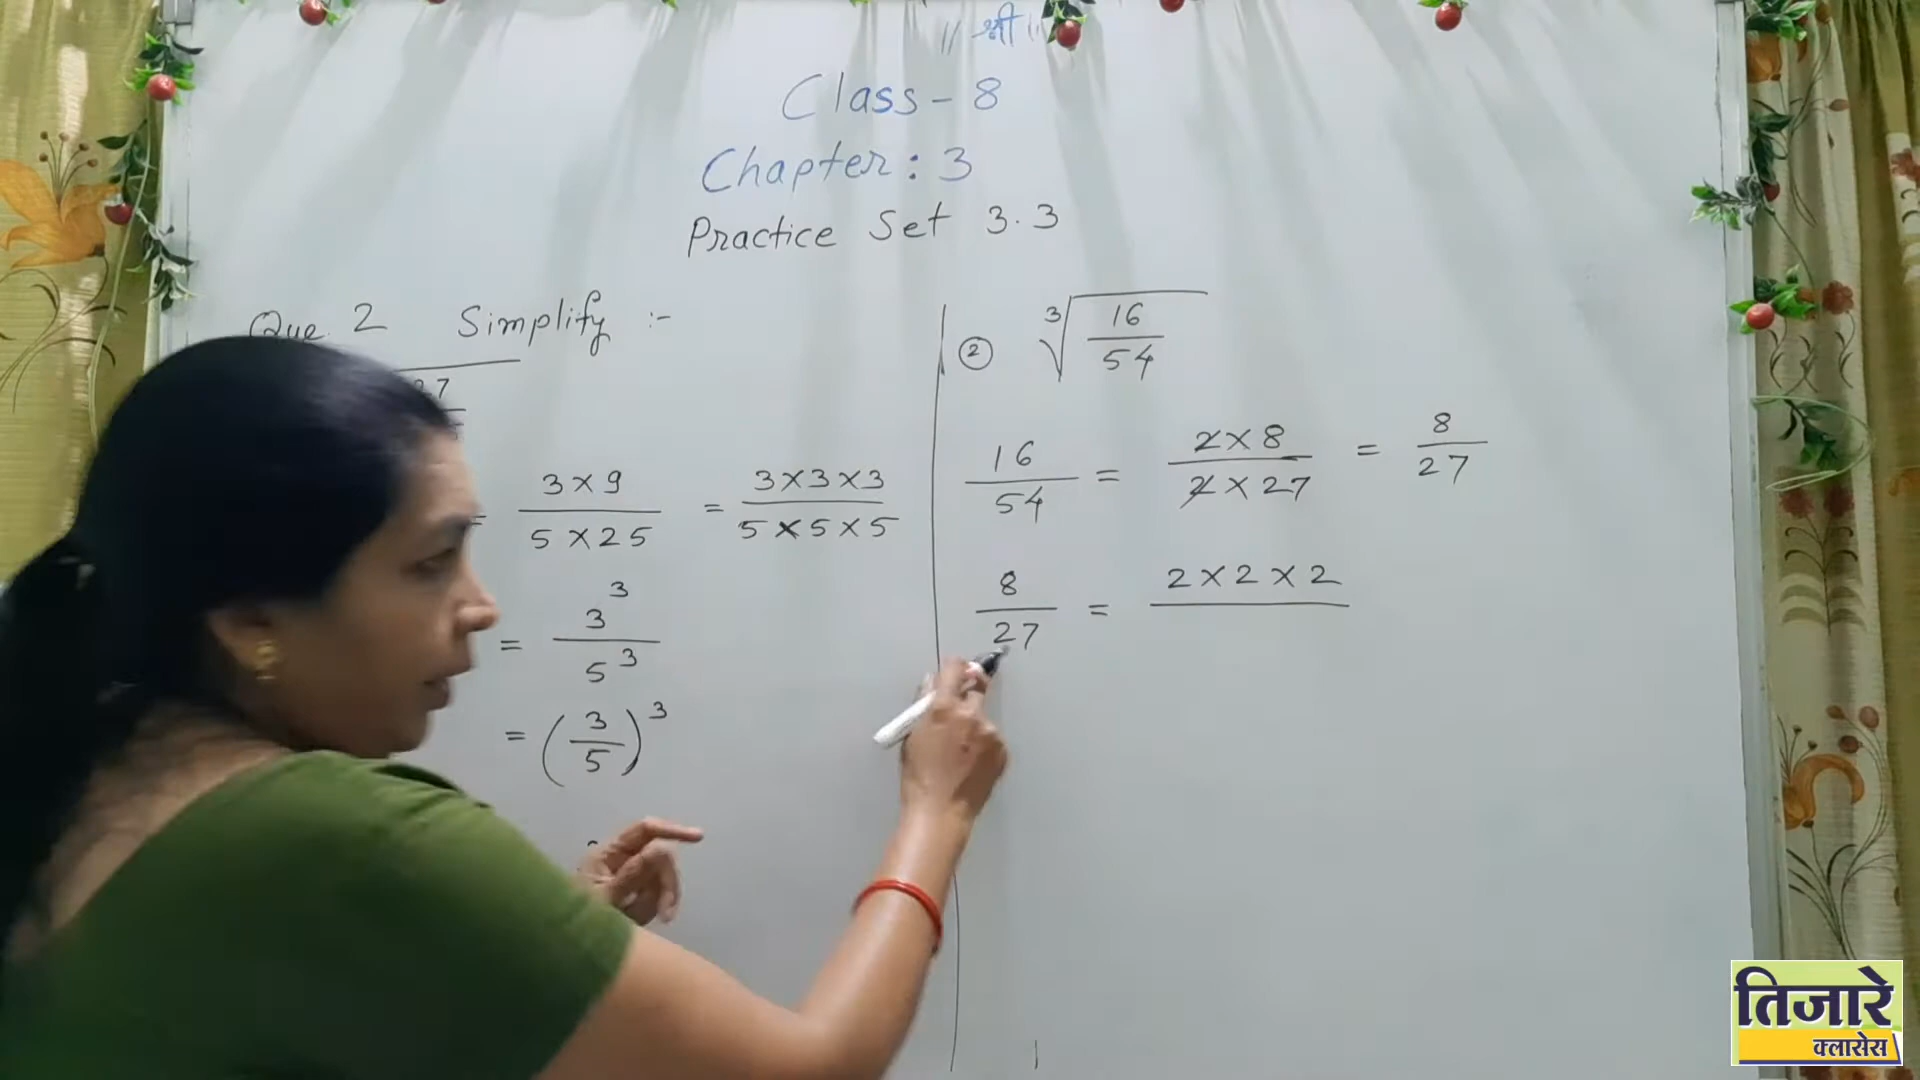 ॥ श्री ॥
Class - 8
Chapter : 3
Practice Set 3.3
Que. 2 Simplify :-
= 3×9 / 5×25 = 3×3×3 / 5×5×5
= 3³ / 5³
= (3/5)³
② ∛(16/54)
16/54 = 2×8 / 2×27 = 8/27
8/27 = 2×2×2
तिजारे
क्लासेस